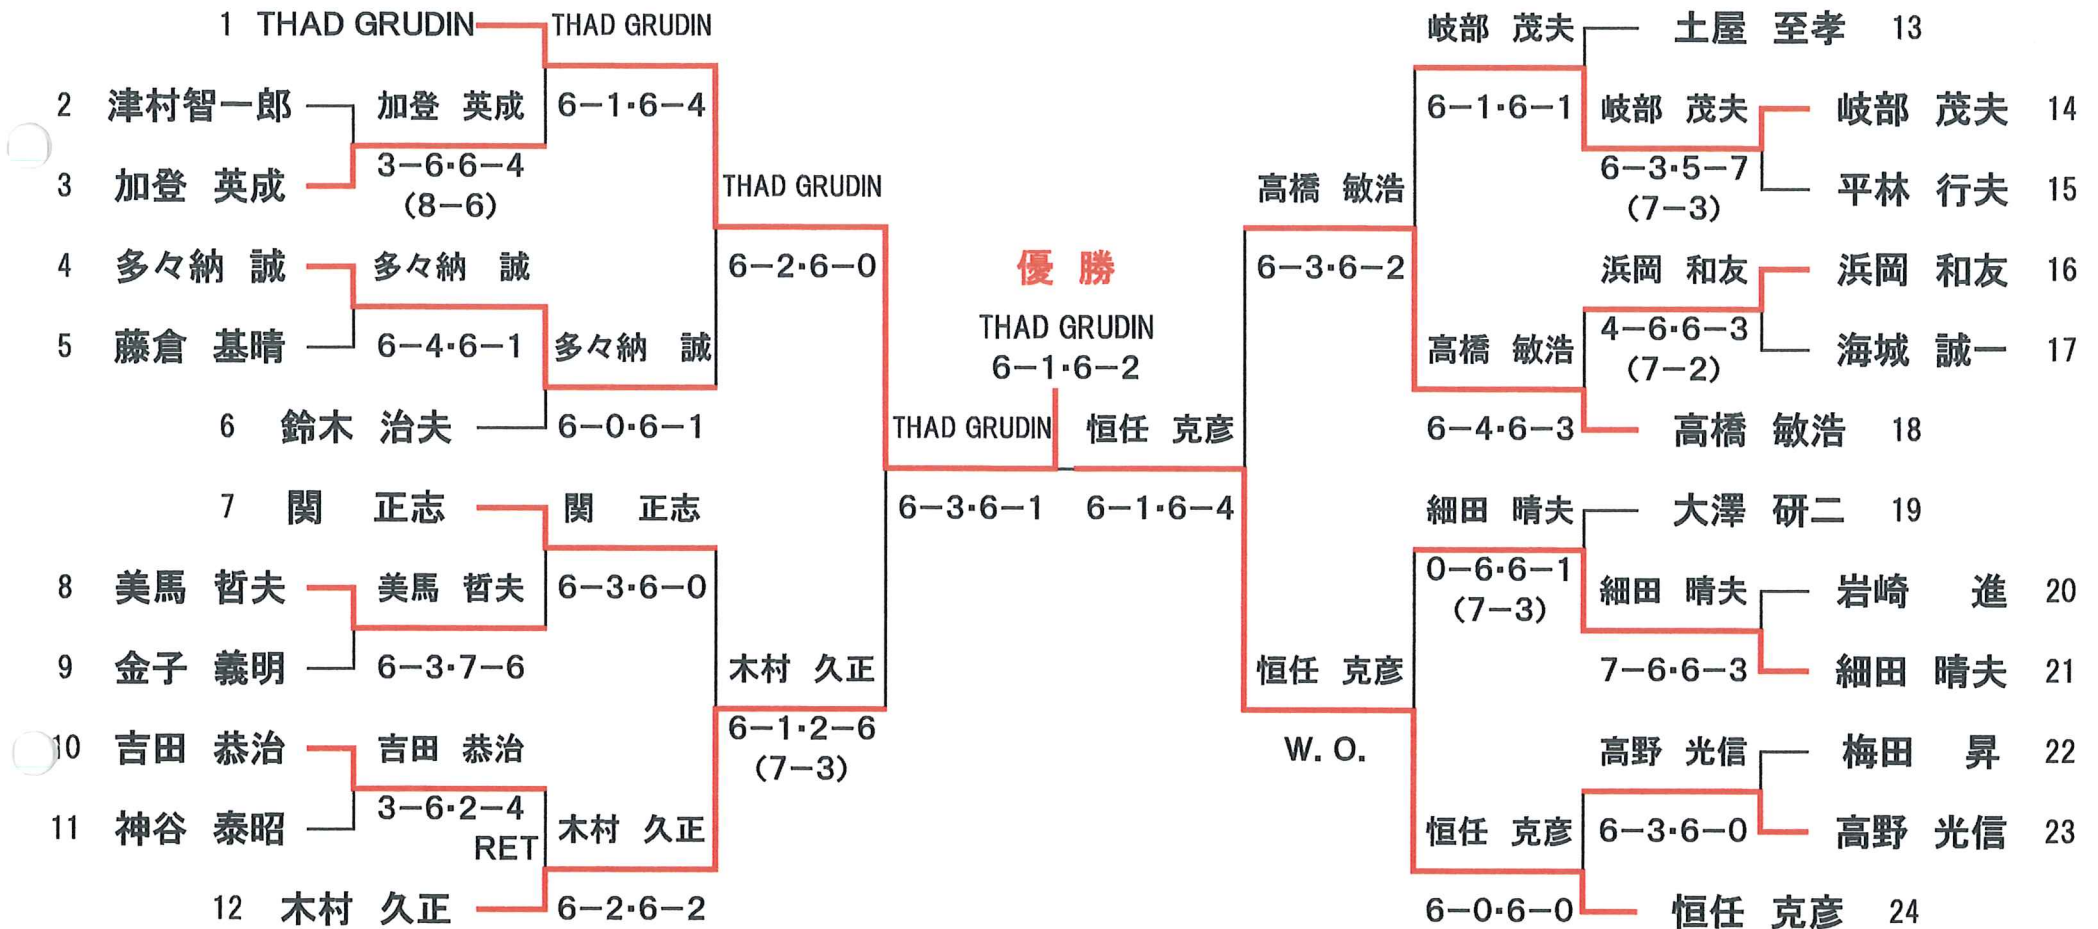 1 THAD GRUDIN THAD GRUDIN 岐部 茂夫 土屋 至孝 13
2 津村智一郎 加登 英成 6-1・6-4 6-1・6-1 岐部 茂夫 岐部 茂夫 14
3 加登 英成 3-6・6-4 THAD GRUDIN 高橋 敏浩 6-3・5-7 平林 行夫 15
(8-6) (7-3)
4 多々納 誠 多々納 誠 6-2・6-0 優 勝 6-3・6-2 浜岡 和友 浜岡 和友 16
THAD GRUDIN 4-6・6-3
5 藤倉 基晴 6-4・6-1 多々納 誠 6-1・6-2 高橋 敏浩 (7-2) 海城 誠一 17
6 鈴木 治夫 6-0・6-1 THAD GRUDIN 恒任 克彦 6-4・6-3 高橋 敏浩 18
7 関 正志 関 正志 6-3・6-1 6-1・6-4 細田 晴夫 大澤 研二 19
8 美馬 哲夫 美馬 哲夫 6-3・6-0 0-6・6-1 細田 晴夫 岩崎 進 20
(7-3)
9 金子 義明 6-3・7-6 木村 久正 恒任 克彦 7-6・6-3 細田 晴夫 21
10 吉田 恭治 吉田 恭治 6-1・2-6 W. O. 高野 光信 梅田 昇 22
(7-3)
11 神谷 泰昭 3-6・2-4 木村 久正 恒任 克彦 6-3・6-0 高野 光信 23
RET
12 木村 久正 6-2・6-2 6-0・6-0 恒任 克彦 24